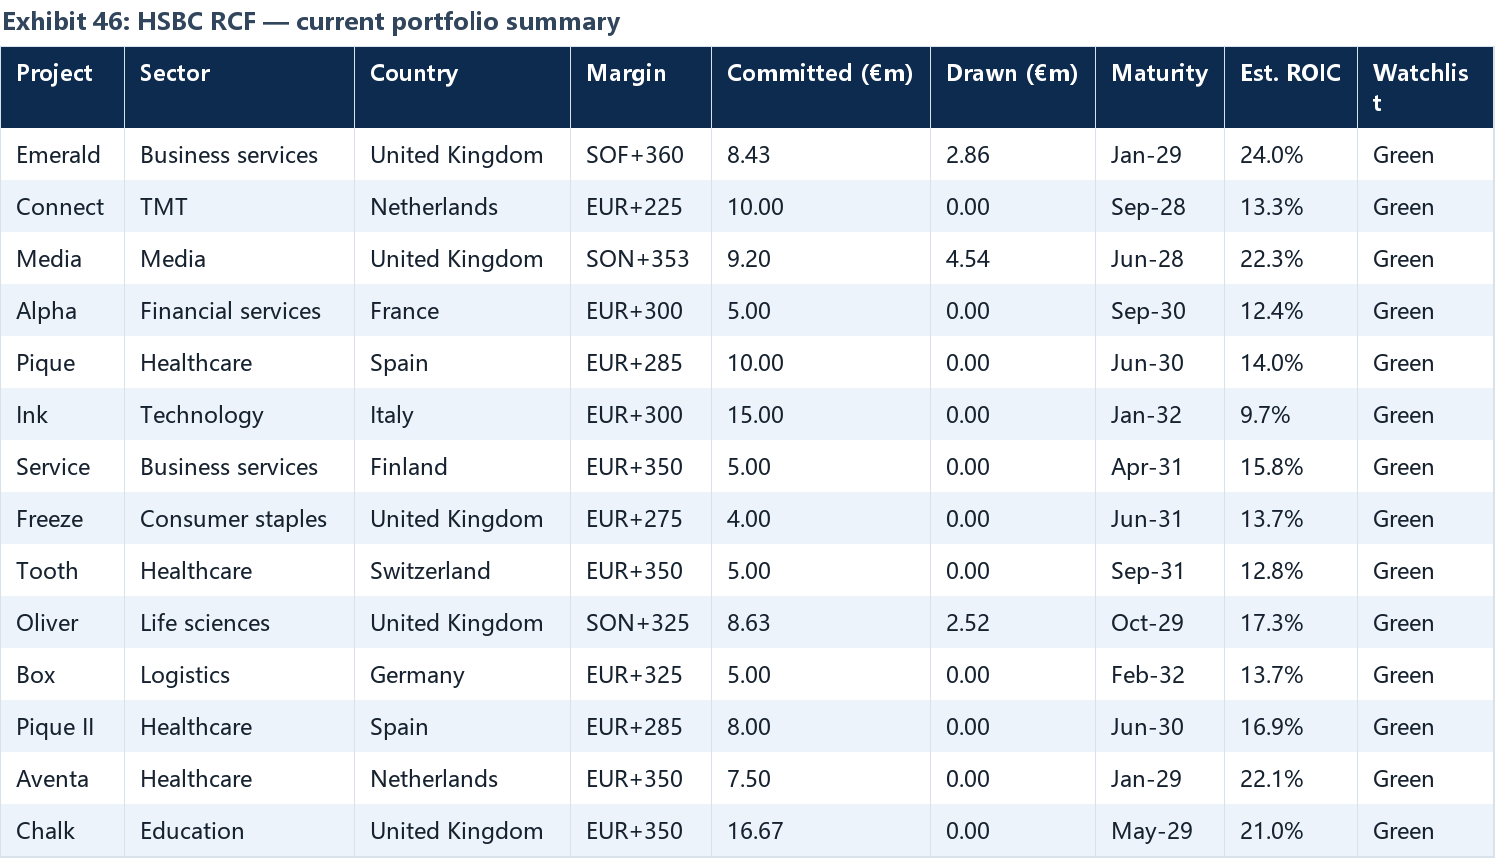 Exhibit 46: HSBC RCF — current portfolio summary
Project Sector Country Margin Committed (€m) Drawn (€m) Maturity Est. ROIC Watchlis
t
Emerald Business services United Kingdom SOF+360 8.43 2.86 Jan-29 24.0% Green
Connect TMT Netherlands EUR+225 10.00 0.00 Sep-28 13.3% Green
Media Media United Kingdom SON+353 9.20 4.54 Jun-28 22.3% Green
Alpha Financial services France EUR+300 5.00 0.00 Sep-30 12.4% Green
Pique Healthcare Spain EUR+285 10.00 0.00 Jun-30 14.0% Green
Ink Technology Italy EUR+300 15.00 0.00 Jan-32 9.7% Green
Service Business services Finland EUR+350 5.00 0.00 Apr-31 15.8% Green
Freeze Consumer staples United Kingdom EUR+275 4.00 0.00 Jun-31 13.7% Green
Tooth Healthcare Switzerland EUR+350 5.00 0.00 Sep-31 12.8% Green
Oliver Life sciences United Kingdom SON+325 8.63 2.52 Oct-29 17.3% Green
Box Logistics Germany EUR+325 5.00 0.00 Feb-32 13.7% Green
Pique II Healthcare Spain EUR+285 8.00 0.00 Jun-30 16.9% Green
Aventa Healthcare Netherlands EUR+350 7.50 0.00 Jan-29 22.1% Green
Chalk Education United Kingdom EUR+350 16.67 0.00 May-29 21.0% Green